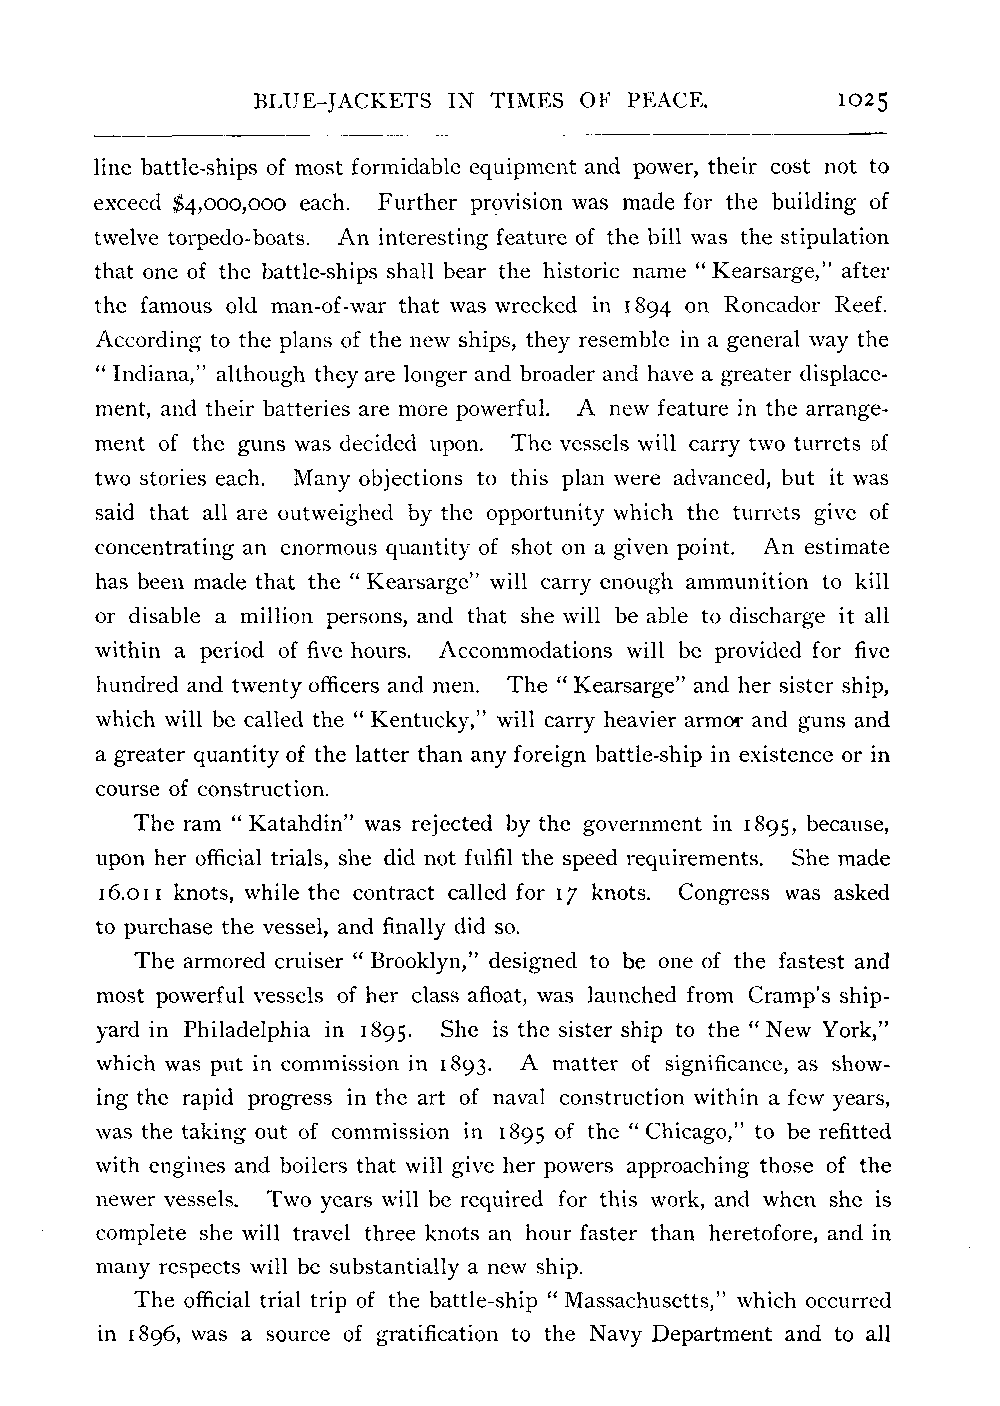 BLUE-JACKETS IN TIMES OF PEACE. 1025
line battle-ships of most formidable equipment and power, their cost not to
exceed $4,000,000 each. Further provision was made for the building of
twelve torpedo-boats. An interesting feature of the bill was the stipulation
that one of the battle-ships shall bear the historic name "Kearsarge," after
the famous old man-of-war that was wrecked in 1894 on Roncador Reef.
According to the plans of the new ships, they resemble in a general way the
"Indiana," although they are longer and broader and have a greater displace-
ment, and their batteries are more powerful. A new feature in the arrange-
ment of the guns was decided upon. The vessels will carry two turrets of
two stories each. Many objections to this plan were advanced, but it was
said that all are outweighed by the opportunity which the turrets give of
concentrating an enormous quantity of shot on a given point. An estimate
has been made that the "Kearsarge" will carry enough ammunition to kill
or disable a million persons, and that she will be able to discharge it all
within a period of five hours. Accommodations will be provided for five
hundred and twenty officers and men. The "Kearsarge" and her sister ship,
which will be called the "Kentucky," will carry heavier armor and guns and
a greater quantity of the latter than any foreign battle-ship in existence or in
course of construction.
The ram "Katahdin" was rejected by the government in 1895, because,
upon her official trials, she did not fulfil the speed requirements. She made
16.011 knots, while the contract called for 17 knots. Congress was asked
to purchase the vessel, and finally did so.
The armored cruiser "Brooklyn," designed to be one of the fastest and
most powerful vessels of her class afloat, was launched from Cramp's ship-
yard in Philadelphia in 1895. She is the sister ship to the "New York,"
which was put in commission in 1893. A matter of significance, as show-
ing the rapid progress in the art of naval construction within a few years,
was the taking out of commission in 1895 of the "Chicago," to be refitted
with engines and boilers that will give her powers approaching those of the
newer vessels. Two years will be required for this work, and when she is
complete she will travel three knots an hour faster than heretofore, and in
many respects will be substantially a new ship.
The official trial trip of the battle-ship "Massachusetts," which occurred
in 1896, was a source of gratification to the Navy Department and to all